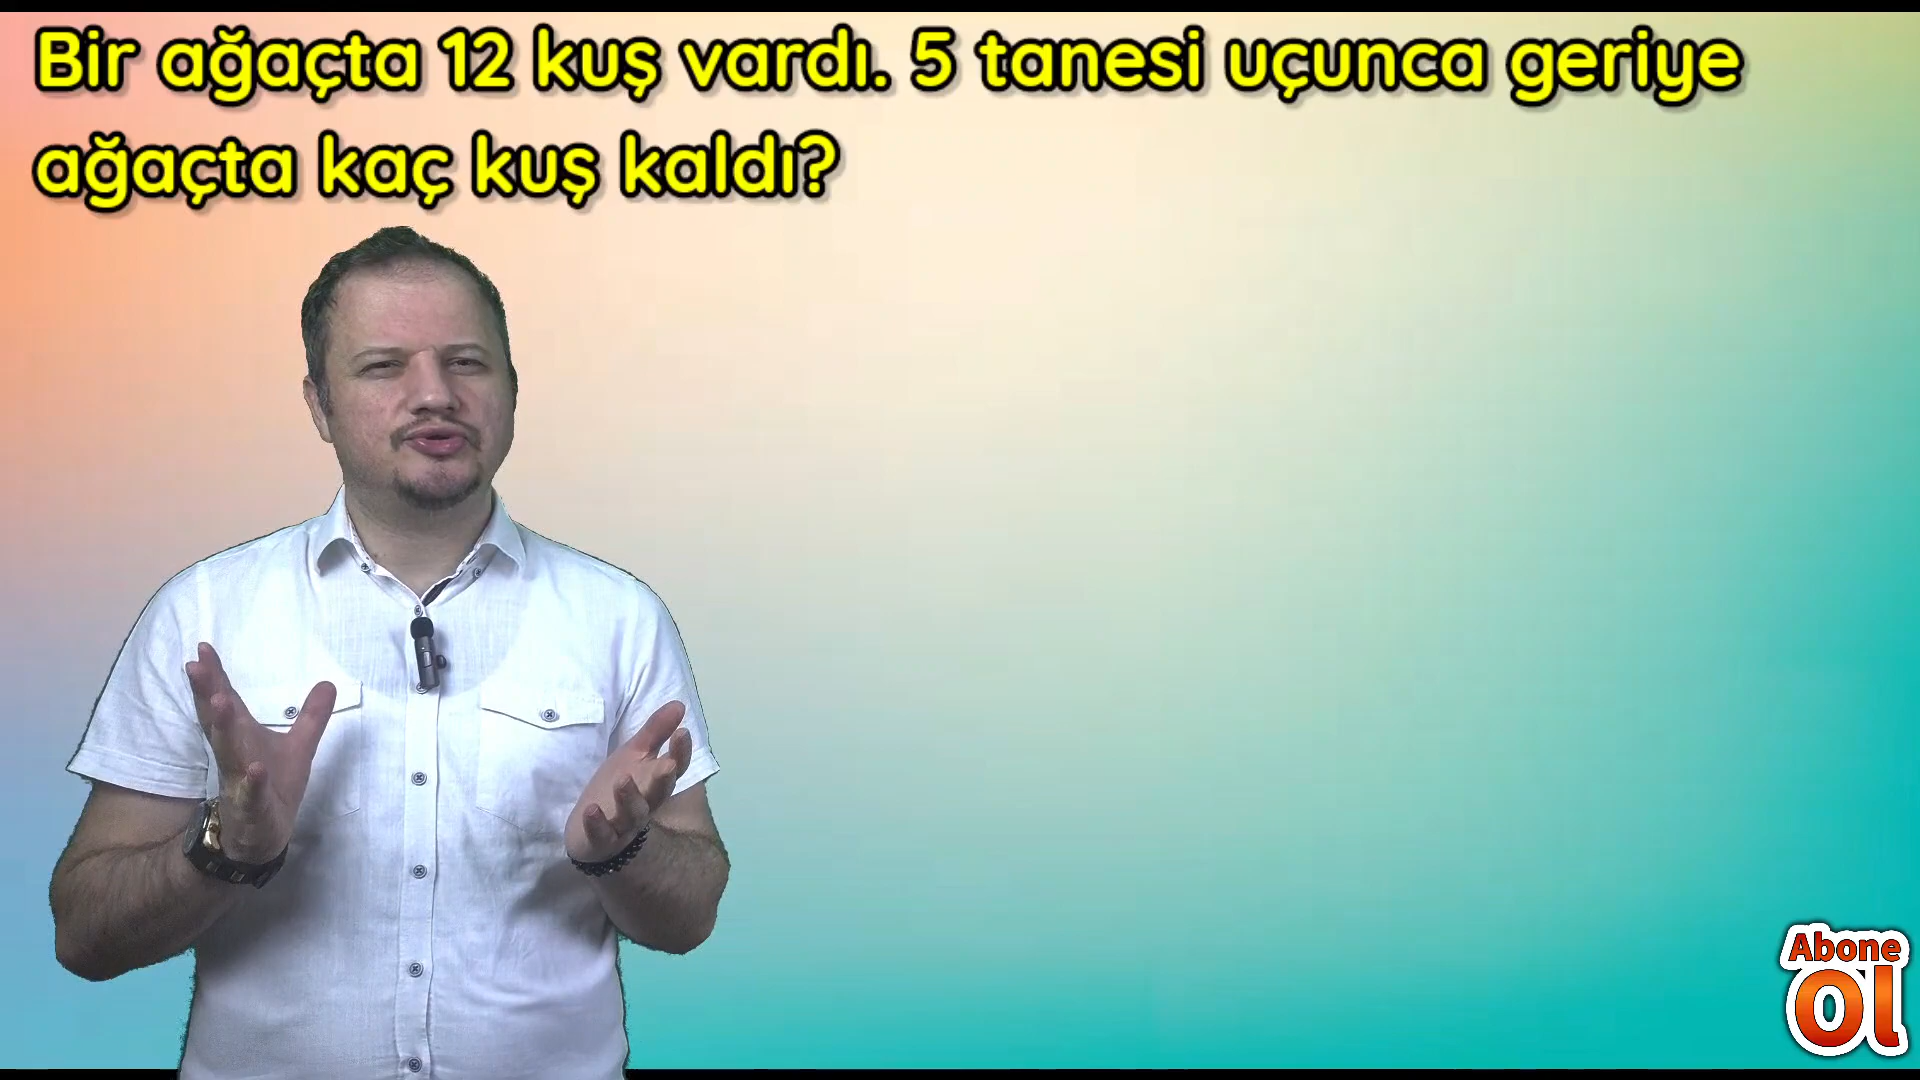 Bir ağaçta 12 kuş vardı. 5 tanesi uçunca geriye
ağaçta kaç kuş kaldı?
Abone
Ol